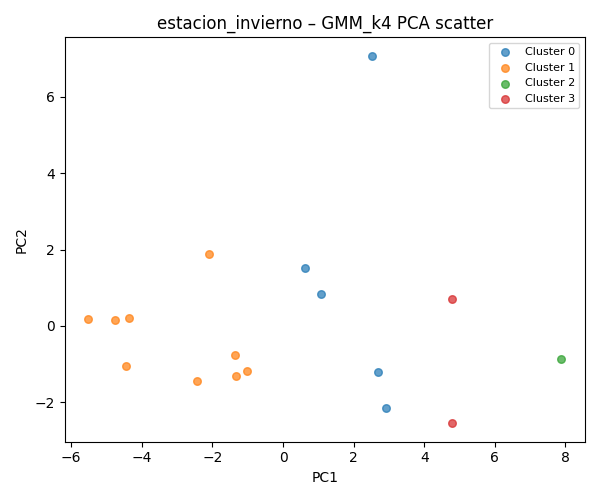 estacion_invierno – GMM_k4 PCA scatter
Cluster 0
Cluster 1
Cluster 2
Cluster 3
6
4
2
0
−2
PC2
−6
−4
−2
0
2
4
6
8
PC1